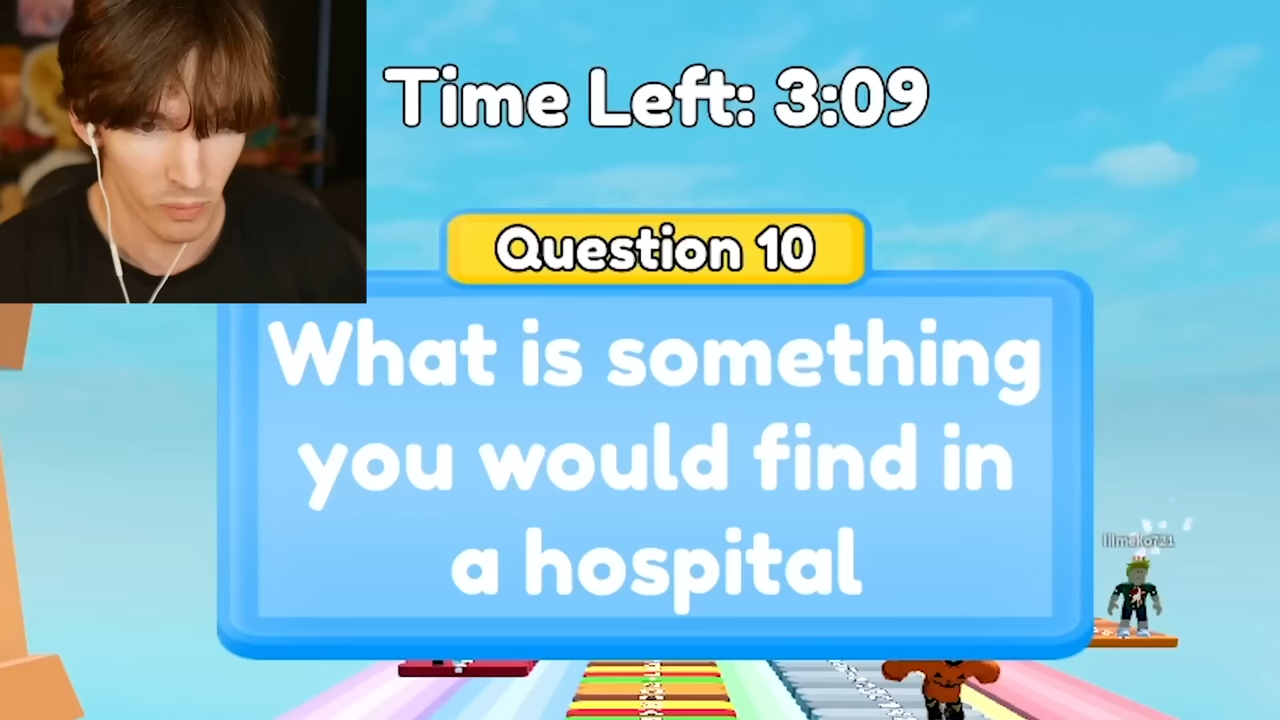 Time Left: 3:09
Question 10
What is something
you would find in
a hospital